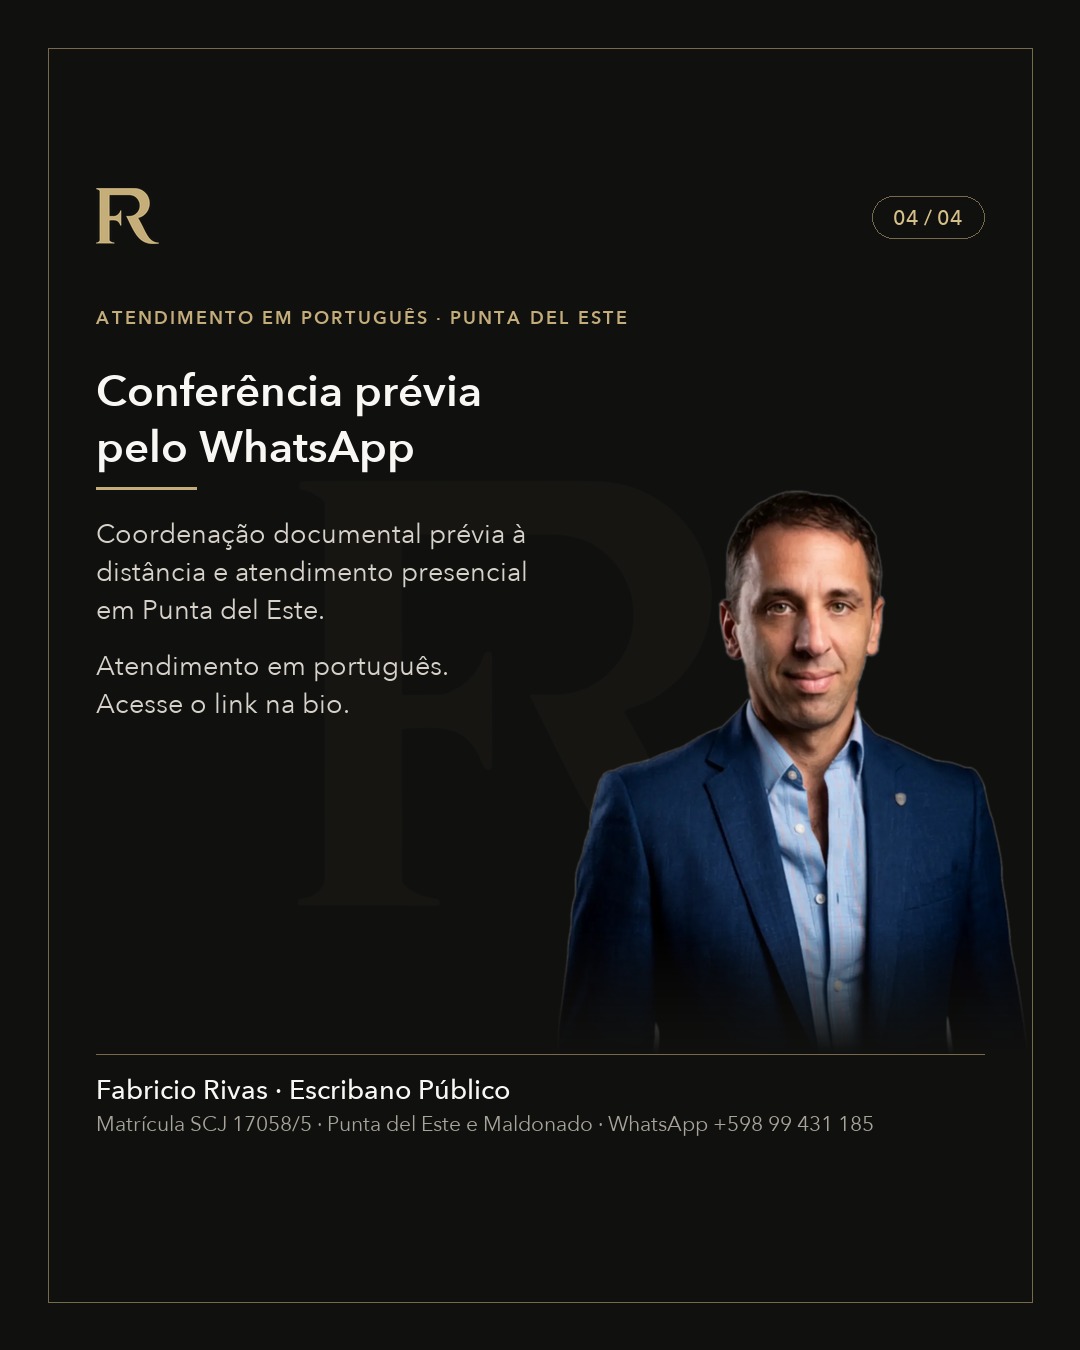 FR
04 / 04
ATENDIMENTO EM PORTUGUÊS · PUNTA DEL ESTE
Conferência prévia
pelo WhatsApp
Coordenação documental prévia à
distância e atendimento presencial
em Punta del Este.
Atendimento em português.
Acesse o link na bio.
Fabricio Rivas · Escribano Público
Matrícula SCJ 17058/5 · Punta del Este e Maldonado · WhatsApp +598 99 431 185